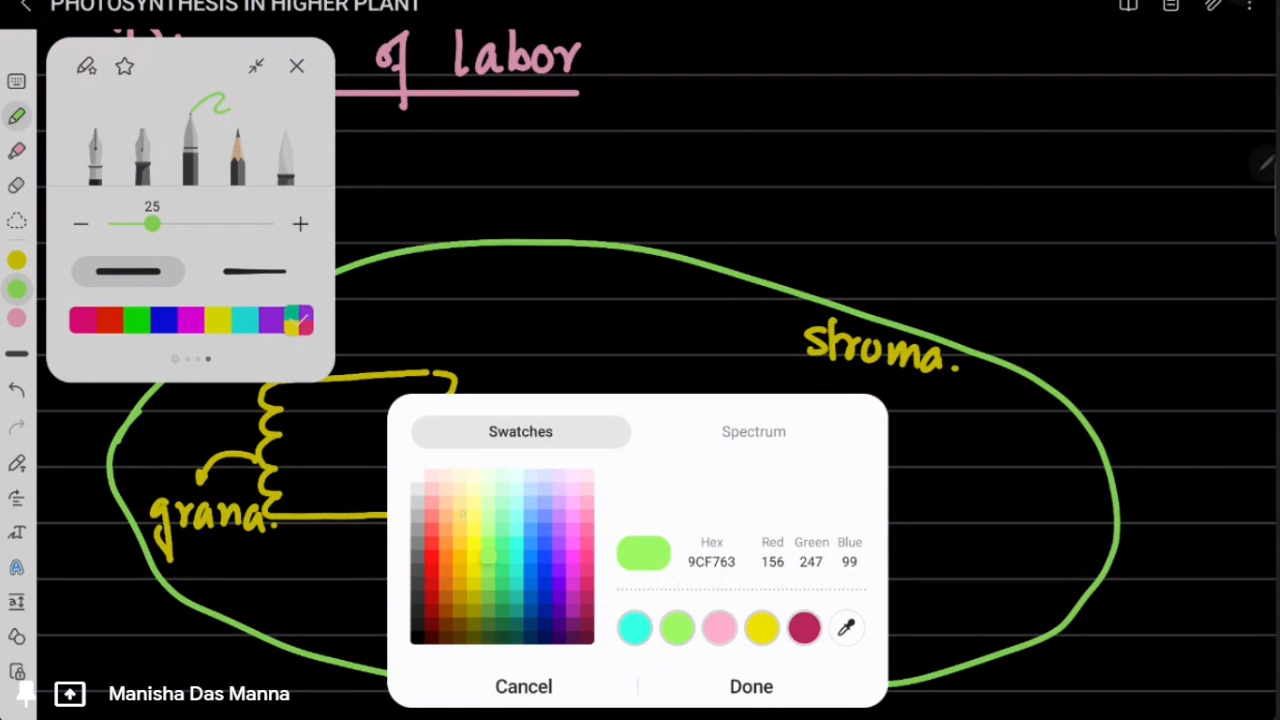 PHOTOSYNTHESIS IN HIGHER PLANT
of labor
25
stroma.
grana.
Swatches
Spectrum
Hex
Red
Green
Blue
9CF763
156
247
99
Cancel
Done
Manisha Das Manna